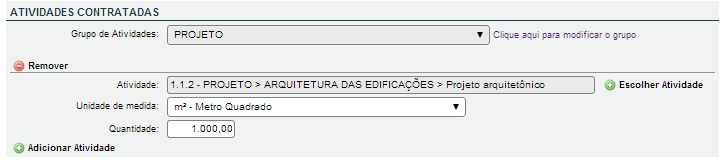 ATIVIDADES CONTRATADAS
Grupo de Atividades: PROJETO Clique aqui para modificar o grupo
Remover
Atividade: 1.1.2 - PROJETO > ARQUITETURA DAS EDIFICAÇÕES > Projeto arquitetônico Escolher Atividade
Unidade de medida: m² - Metro Quadrado
Quantidade: 1.000,00
Adicionar Atividade